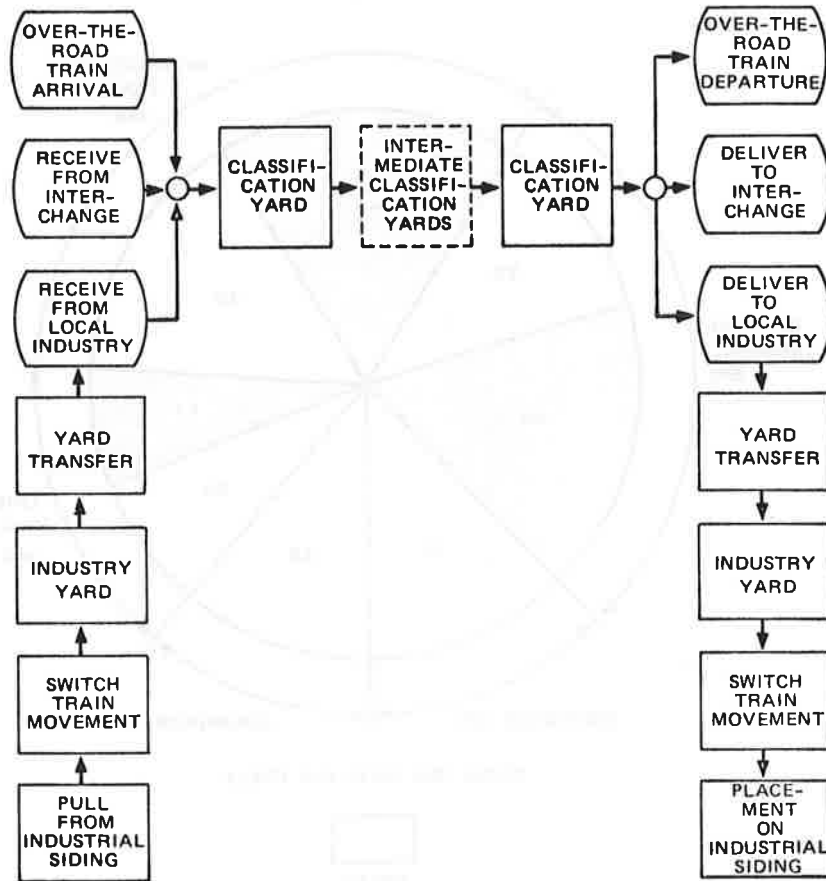 OVER-THE-
ROAD
TRAIN
ARRIVAL
RECEIVE
FROM
INTER-
CHANGE
RECEIVE
FROM
LOCAL
INDUSTRY
YARD
TRANSFER
INDUSTRY
YARD
SWITCH
TRAIN
MOVEMENT
PULL
FROM
INDUSTRIAL
SIDING
CLASSIFI-
CATION
YARD
INTER-
MEDIATE
CLASSIFI-
CATION
YARDS
CLASSIFI-
CATION
YARD
OVER-THE-
ROAD
TRAIN
DEPARTURE
DELIVER
TO
INTER-
CHANGE
DELIVER
TO
LOCAL
INDUSTRY
YARD
TRANSFER
INDUSTRY
YARD
SWITCH
TRAIN
MOVEMENT
PLACE-
MENT
ON
INDUSTRIAL
SIDING